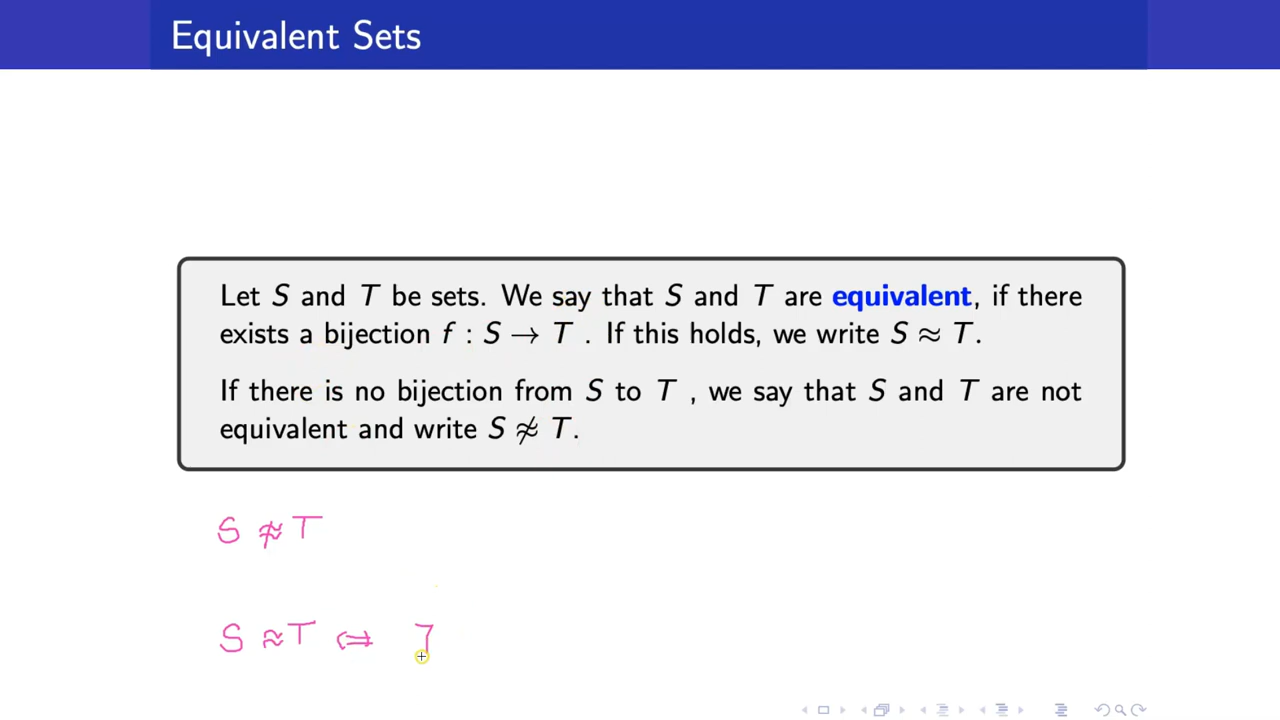 Equivalent Sets
Let S and T be sets. We say that S and T are equivalent, if there
exists a bijection f : S → T . If this holds, we write S ≈ T.
If there is no bijection from S to T , we say that S and T are not
equivalent and write S ≉ T.
S ≉ T
S ≈ T ⇔